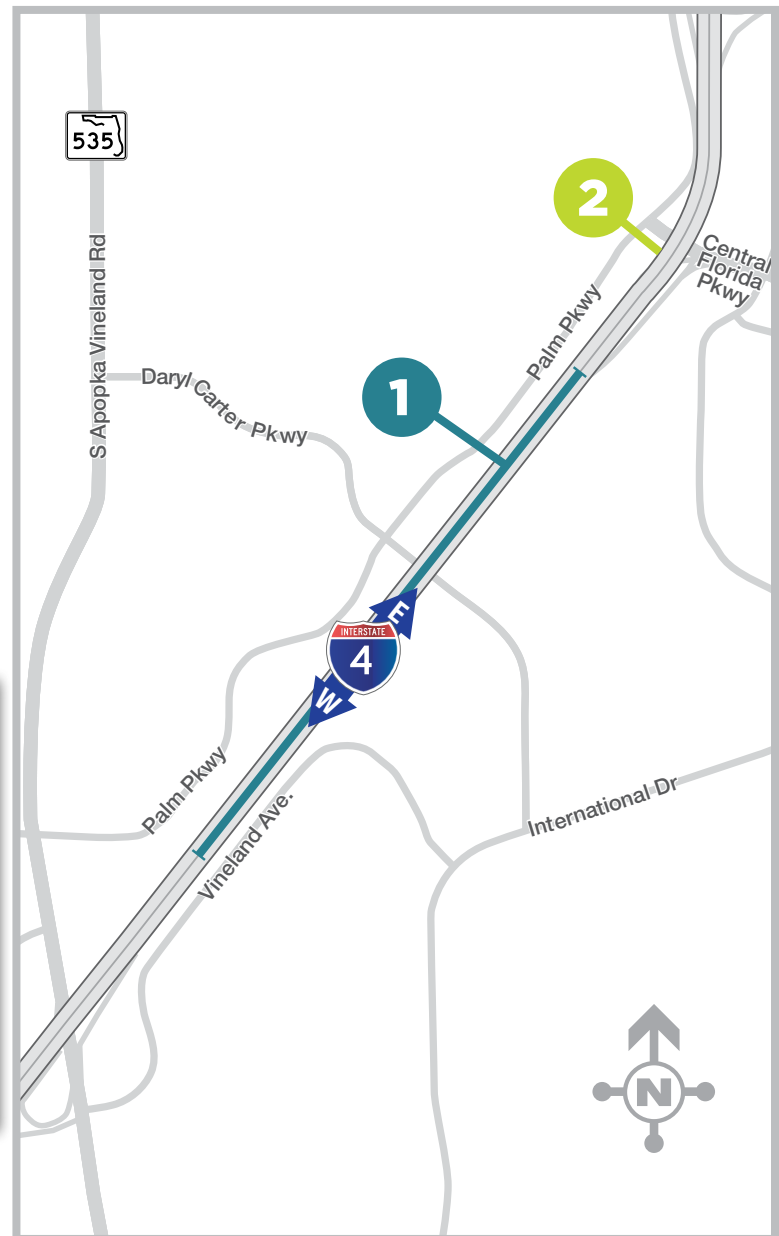 535
2
Central
Florida
Pkwy
S Apopka Vineland Rd
Palm Pkwy
Daryl Carter Pkwy
1
E
INTERSTATE
4
W
Palm Pkwy
Vineland Ave.
International Dr
N